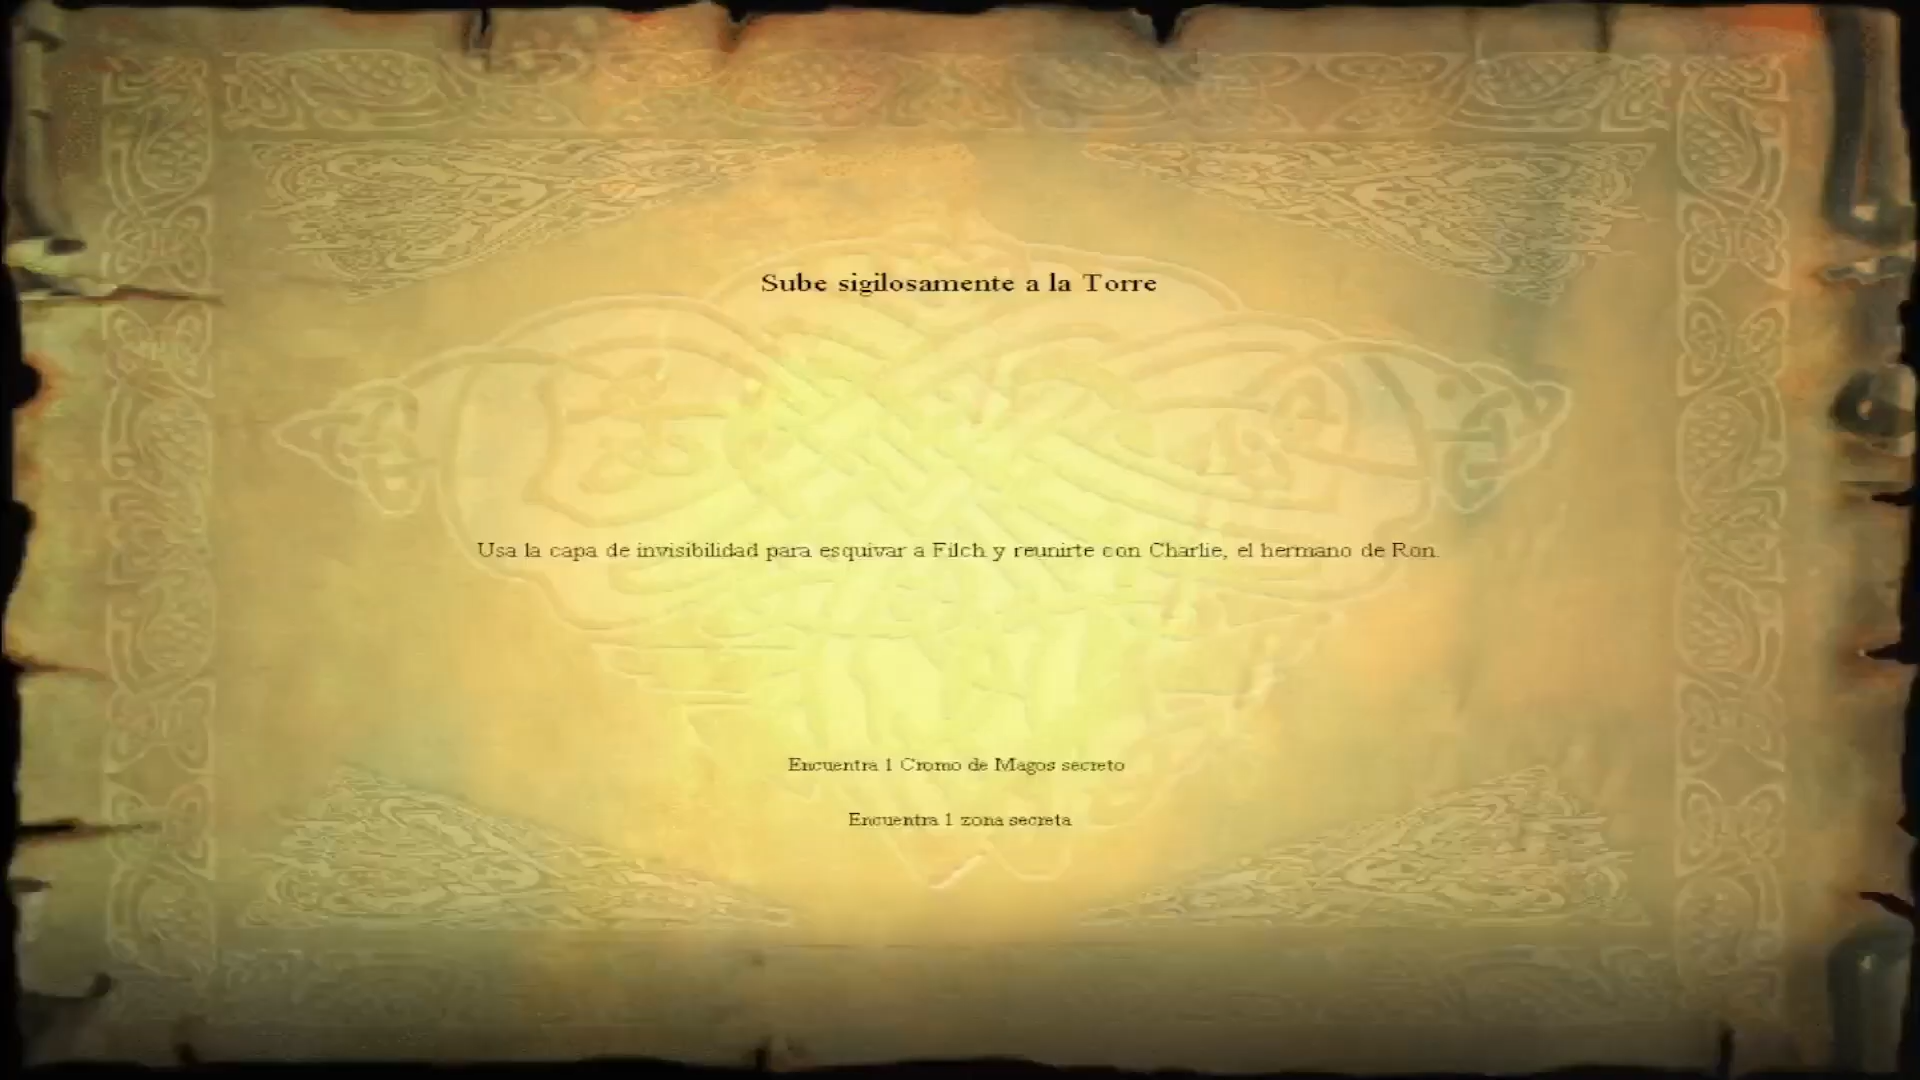 Sube sigilosamente a la Torre
Usa la capa de invisibilidad para esquivar a Filch y reunirte con Charlie, el hermano de Ron.
Encuentra 1 Cromo de Magos secreto
Encuentra 1 zona secreta